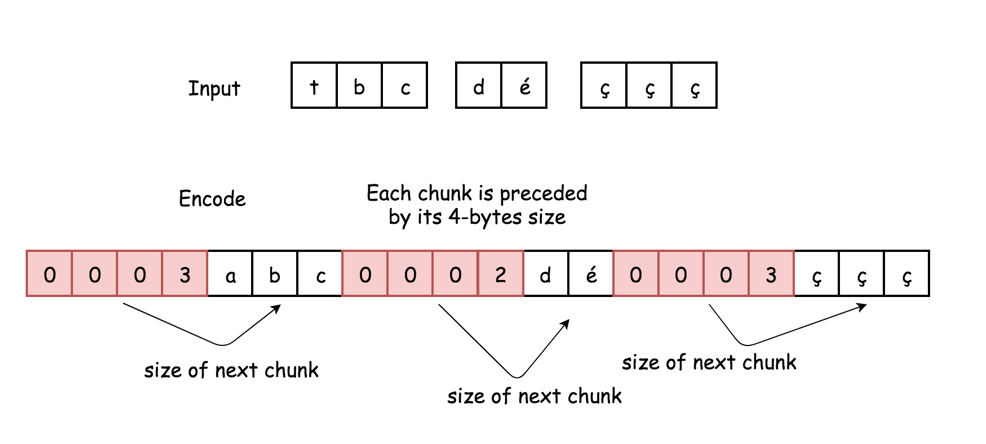 Input t b c d é ç ç ç
Encode
Each chunk is preceded
by its 4-bytes size
0 0 0 3 a b c 0 0 0 2 d é 0 0 0 3 ç ç ç
size of next chunk
size of next chunk
size of next chunk